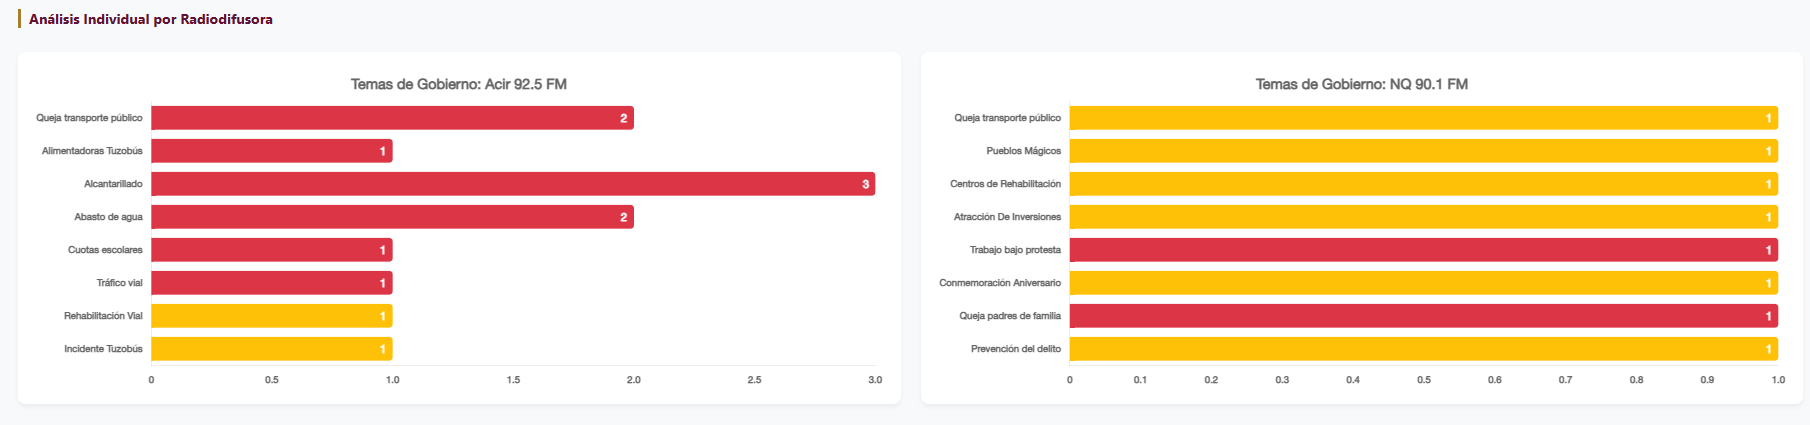 Análisis Individual por Radiodifusora
Temas de Gobierno: Acir 92.5 FM
Queja transporte público 2
Alimentadoras Tuzobús 1
Alcantarillado 3
Abasto de agua 2
Cuotas escolares 1
Tráfico vial 1
Rehabilitación Vial 1
Incidente Tuzobús 1
0 0.5 1.0 1.5 2.0 2.5 3.0
Temas de Gobierno: NQ 90.1 FM
Queja transporte público 1
Pueblos Mágicos 1
Centros de Rehabilitación 1
Atracción De Inversiones 1
Trabajo bajo protesta 1
Conmemoración Aniversario 1
Queja padres de familia 1
Prevención del delito 1
0 0.1 0.2 0.3 0.4 0.5 0.6 0.7 0.8 0.9 1.0